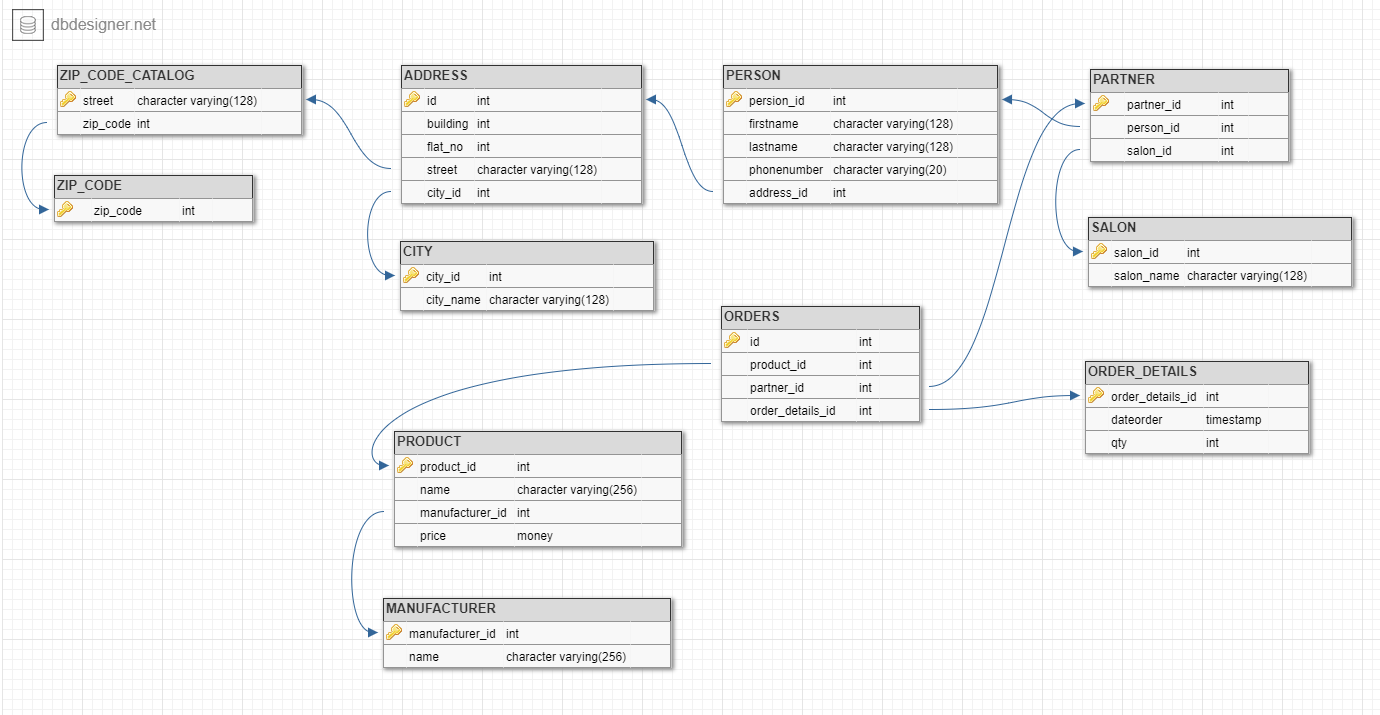 dbdesigner.net
ZIP_CODE_CATALOG
street character varying(128)
zip_code int
ZIP_CODE
zip_code int
ADDRESS
id int
building int
flat_no int
street character varying(128)
city_id int
CITY
city_id int
city_name character varying(128)
PERSON
persion_id int
firstname character varying(128)
lastname character varying(128)
phonenumber character varying(20)
address_id int
PARTNER
partner_id int
person_id int
salon_id int
SALON
salon_id int
salon_name character varying(128)
ORDERS
id int
product_id int
partner_id int
order_details_id int
ORDER_DETAILS
order_details_id int
dateorder timestamp
qty int
PRODUCT
product_id int
name character varying(256)
manufacturer_id int
price money
MANUFACTURER
manufacturer_id int
name character varying(256)